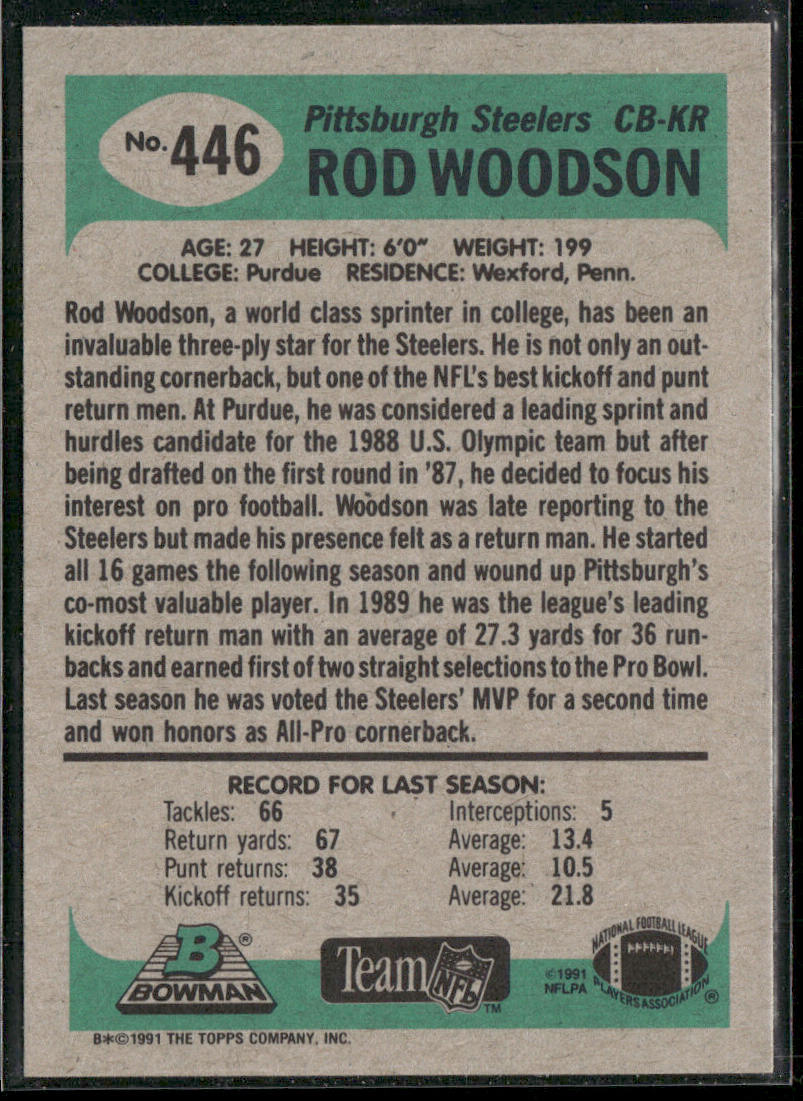 No. 446
Pittsburgh Steelers CB-KR
ROD WOODSON
AGE: 27 HEIGHT: 6'0" WEIGHT: 199
COLLEGE: Purdue RESIDENCE: Wexford, Penn.
Rod Woodson, a world class sprinter in college, has been an
invaluable three-ply star for the Steelers. He is not only an out-
standing cornerback, but one of the NFL's best kickoff and punt
return men. At Purdue, he was considered a leading sprint and
hurdles candidate for the 1988 U.S. Olympic team but after
being drafted on the first round in '87, he decided to focus his
interest on pro football. Woodson was late reporting to the
Steelers but made his presence felt as a return man. He started
all 16 games the following season and wound up Pittsburgh's
co-most valuable player. In 1989 he was the league's leading
kickoff return man with an average of 27.3 yards for 36 run-
backs and earned first of two straight selections to the Pro Bowl.
Last season he was voted the Steelers' MVP for a second time
and won honors as All-Pro cornerback.
RECORD FOR LAST SEASON:
Tackles: 66 Interceptions: 5
Return yards: 67 Average: 13.4
Punt returns: 38 Average: 10.5
Kickoff returns: 35 Average: 21.8
B®
BOWMAN
Team NFL™
©1991
NFLPA
NATIONAL FOOTBALL LEAGUE
PLAYERS ASSOCIATION®
B*©1991 THE TOPPS COMPANY, INC.